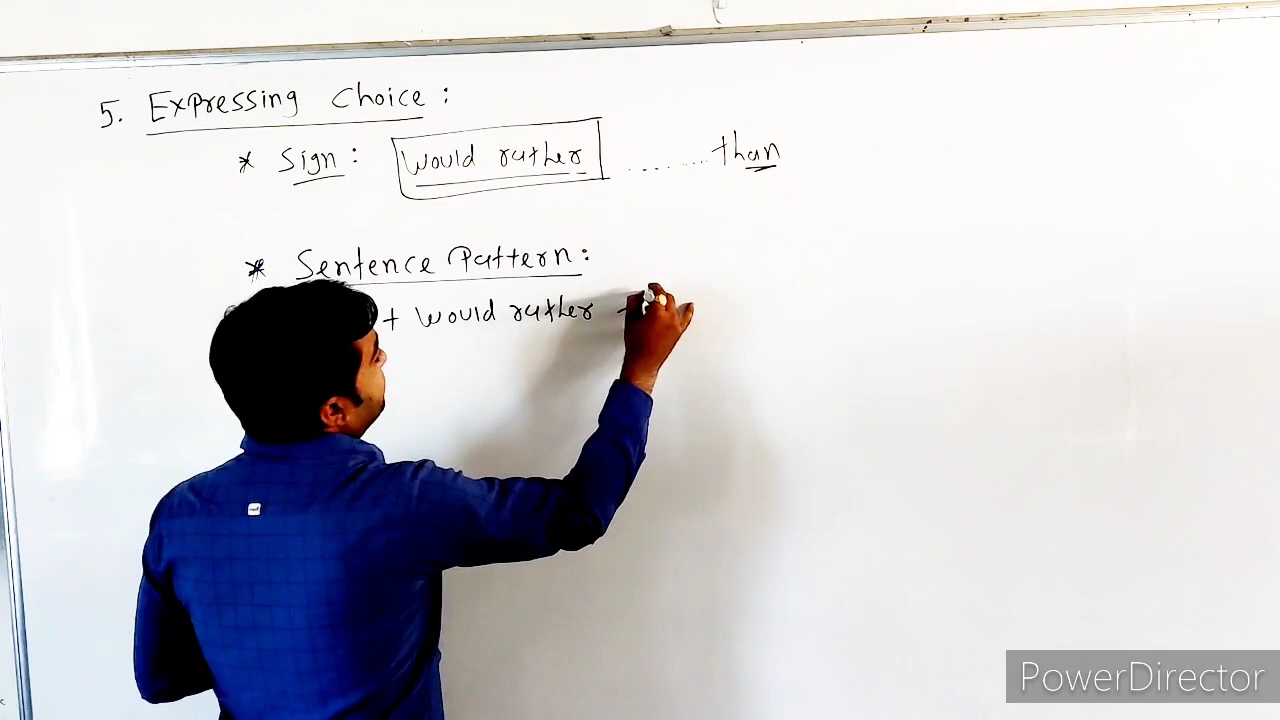 5. Expressing Choice:
* Sign: Would rather ........ than
* Sentence Pattern:
+ Would rather +
PowerDirector